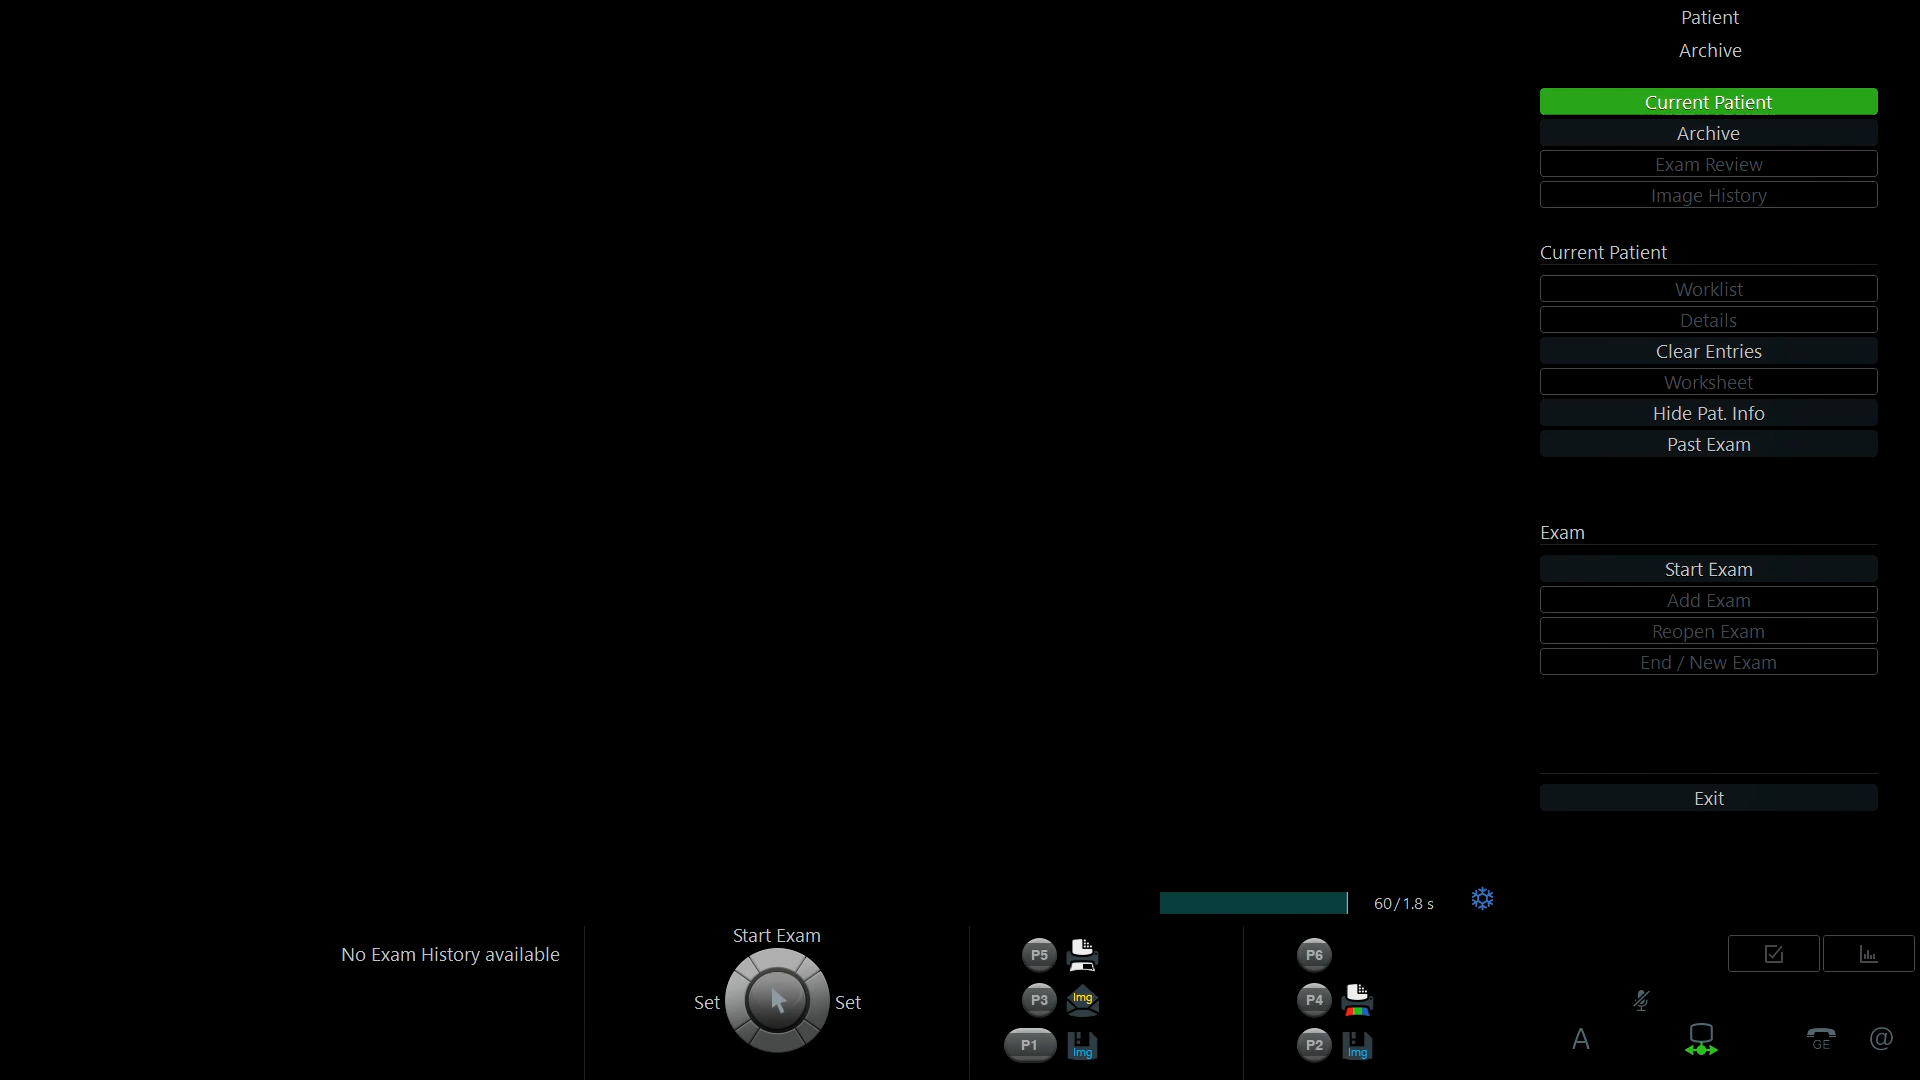 Patient
Archive
Current Patient
Archive
Exam Review
Image History
Current Patient
Worklist
Details
Clear Entries
Worksheet
Hide Pat. Info
Past Exam
Exam
Start Exam
Add Exam
Reopen Exam
End / New Exam
Exit
60/1.8 s
No Exam History available
Start Exam
Set
Set
P5
P3
Img
P1
Img
P6
P4
P2
Img
A
GE
@